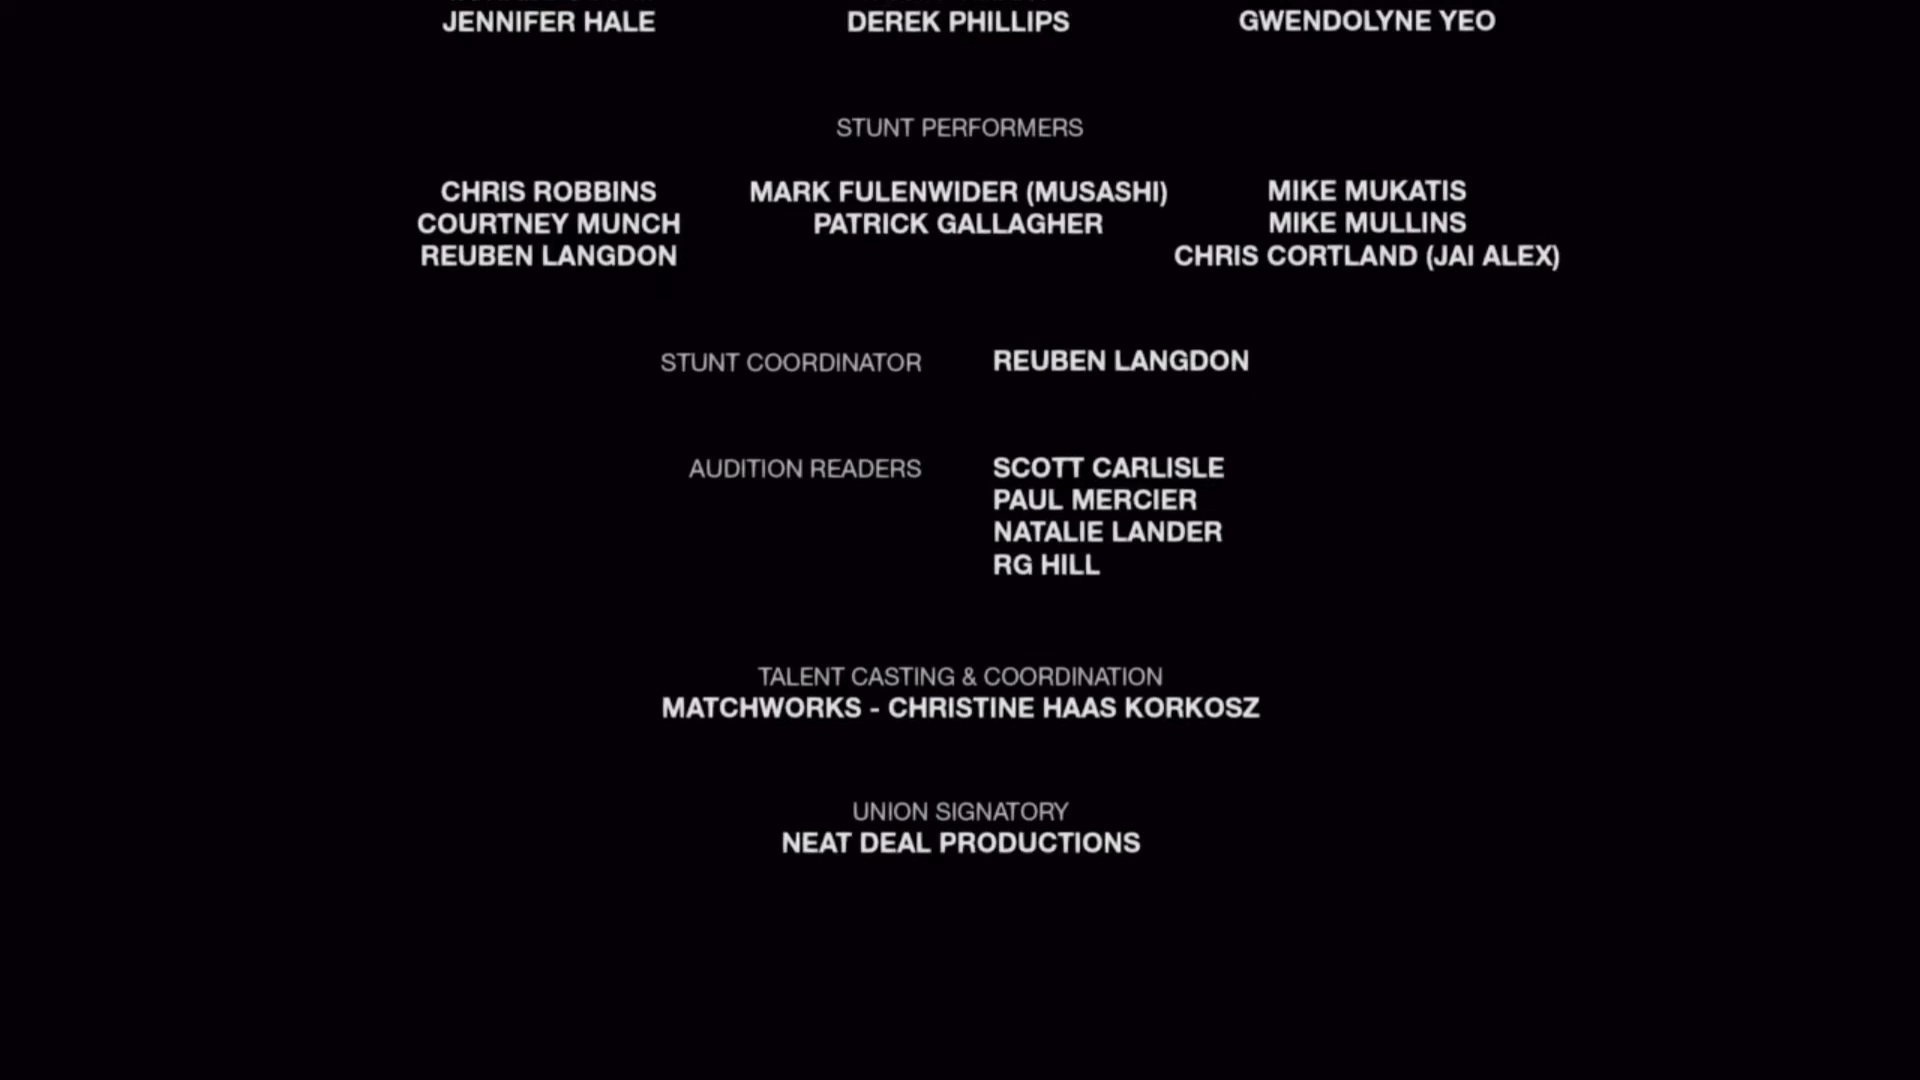 JENNIFER HALE DEREK PHILLIPS GWENDOLYNE YEO
STUNT PERFORMERS
CHRIS ROBBINS MARK FULENWIDER (MUSASHI) MIKE MUKATIS
COURTNEY MUNCH PATRICK GALLAGHER MIKE MULLINS
REUBEN LANGDON CHRIS CORTLAND (JAI ALEX)
STUNT COORDINATOR REUBEN LANGDON
AUDITION READERS SCOTT CARLISLE
PAUL MERCIER
NATALIE LANDER
RG HILL
TALENT CASTING & COORDINATION
MATCHWORKS - CHRISTINE HAAS KORKOSZ
UNION SIGNATORY
NEAT DEAL PRODUCTIONS